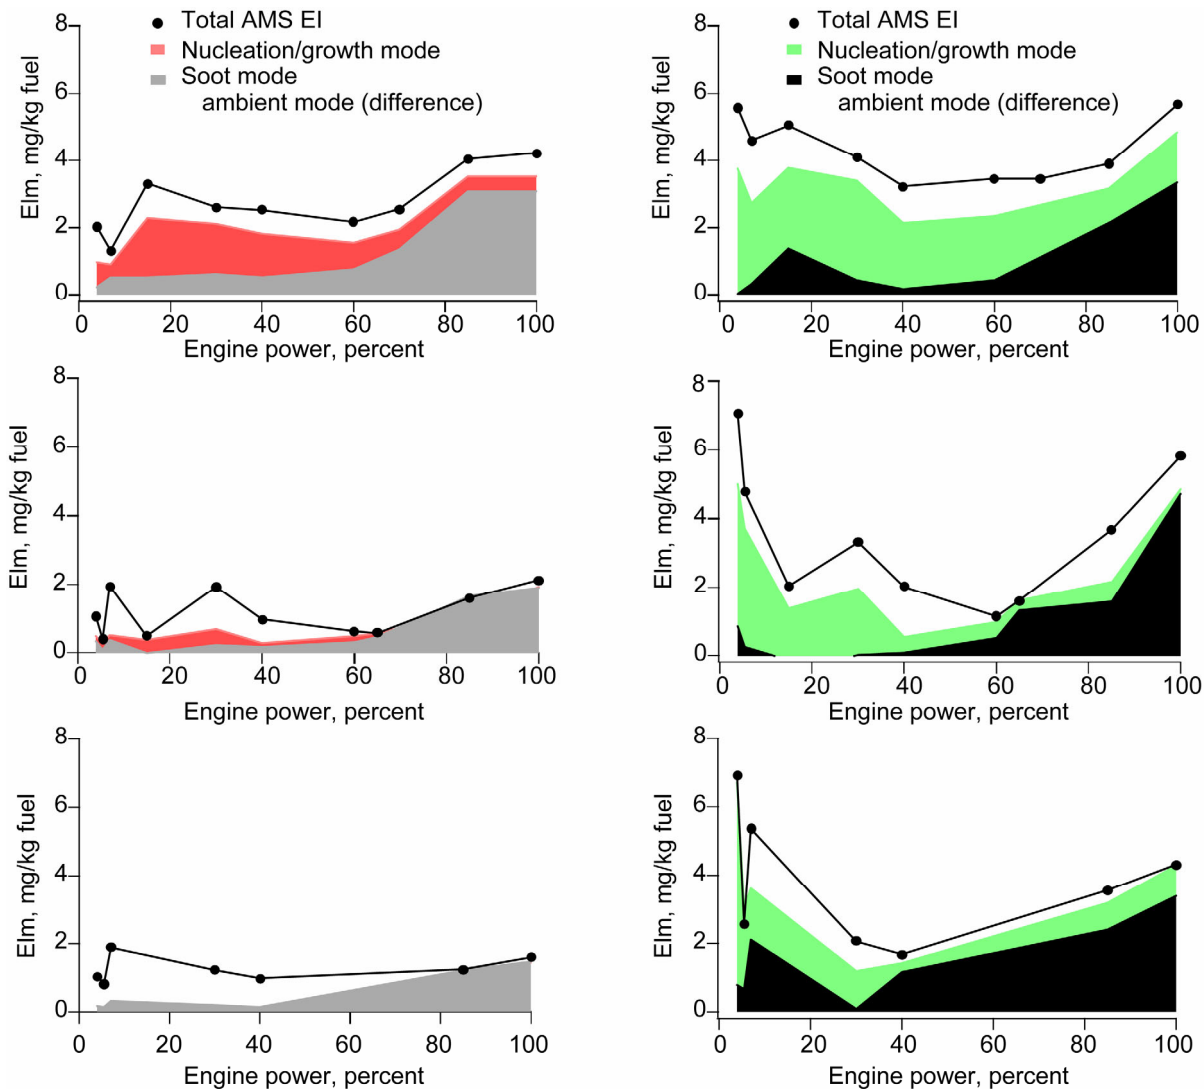 8
6
4
2
0
Elm, mg/kg fuel
Total AMS EI
Nucleation/growth mode
Soot mode
ambient mode (difference)
0 20 40 60 80 100
Engine power, percent
8
6
4
2
0
Elm, mg/kg fuel
Total AMS EI
Nucleation/growth mode
Soot mode
ambient mode (difference)
0 20 40 60 80 100
Engine power, percent
8
6
4
2
0
Elm, mg/kg fuel
0 20 40 60 80 100
Engine power, percent
8
6
4
2
0
Elm, mg/kg fuel
0 20 40 60 80 100
Engine power, percent
8
6
4
2
0
Elm, mg/kg fuel
0 20 40 60 80 100
Engine power, percent
8
6
4
2
0
Elm, mg/kg fuel
0 20 40 60 80 100
Engine power, percent